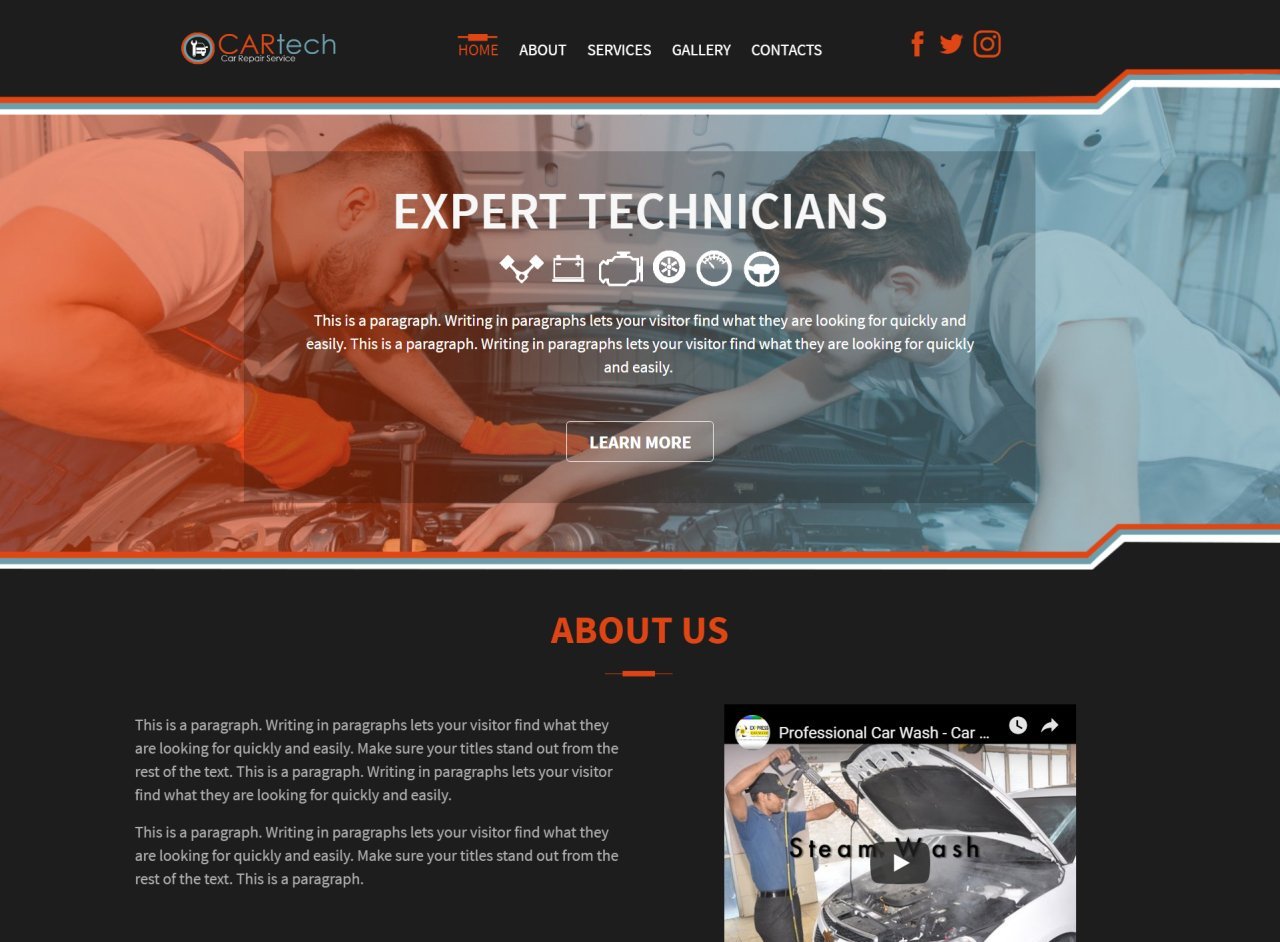 CARtech
Car Repair Service
HOME ABOUT SERVICES GALLERY CONTACTS
EXPERT TECHNICIANS
This is a paragraph. Writing in paragraphs lets your visitor find what they are looking for quickly and
easily. This is a paragraph. Writing in paragraphs lets your visitor find what they are looking for quickly
and easily.
LEARN MORE
ABOUT US
This is a paragraph. Writing in paragraphs lets your visitor find what they
are looking for quickly and easily. Make sure your titles stand out from the
rest of the text. This is a paragraph. Writing in paragraphs lets your visitor
find what they are looking for quickly and easily.
This is a paragraph. Writing in paragraphs lets your visitor find what they
are looking for quickly and easily. Make sure your titles stand out from the
rest of the text. This is a paragraph.
Professional Car Wash - Car ...
Steam Wash